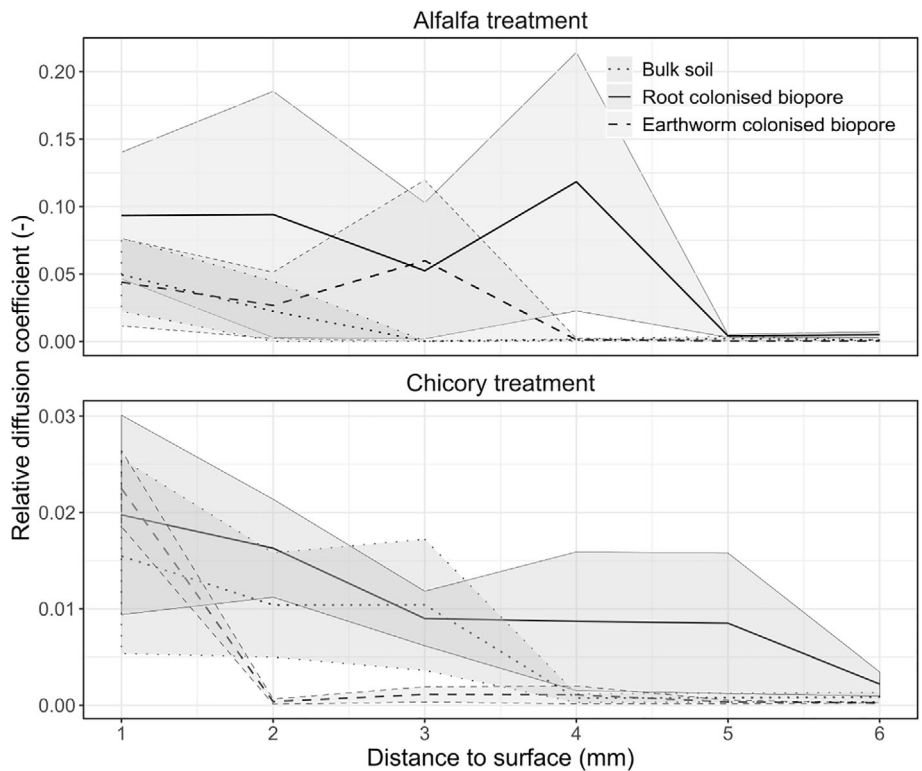 Alfalfa treatment
0.20
0.15
0.10
0.05
0.00
Bulk soil
Root colonised biopore
Earthworm colonised biopore
Relative diffusion coefficient (-)
Chicory treatment
0.03
0.02
0.01
0.00
1 2 3 4 5 6
Distance to surface (mm)